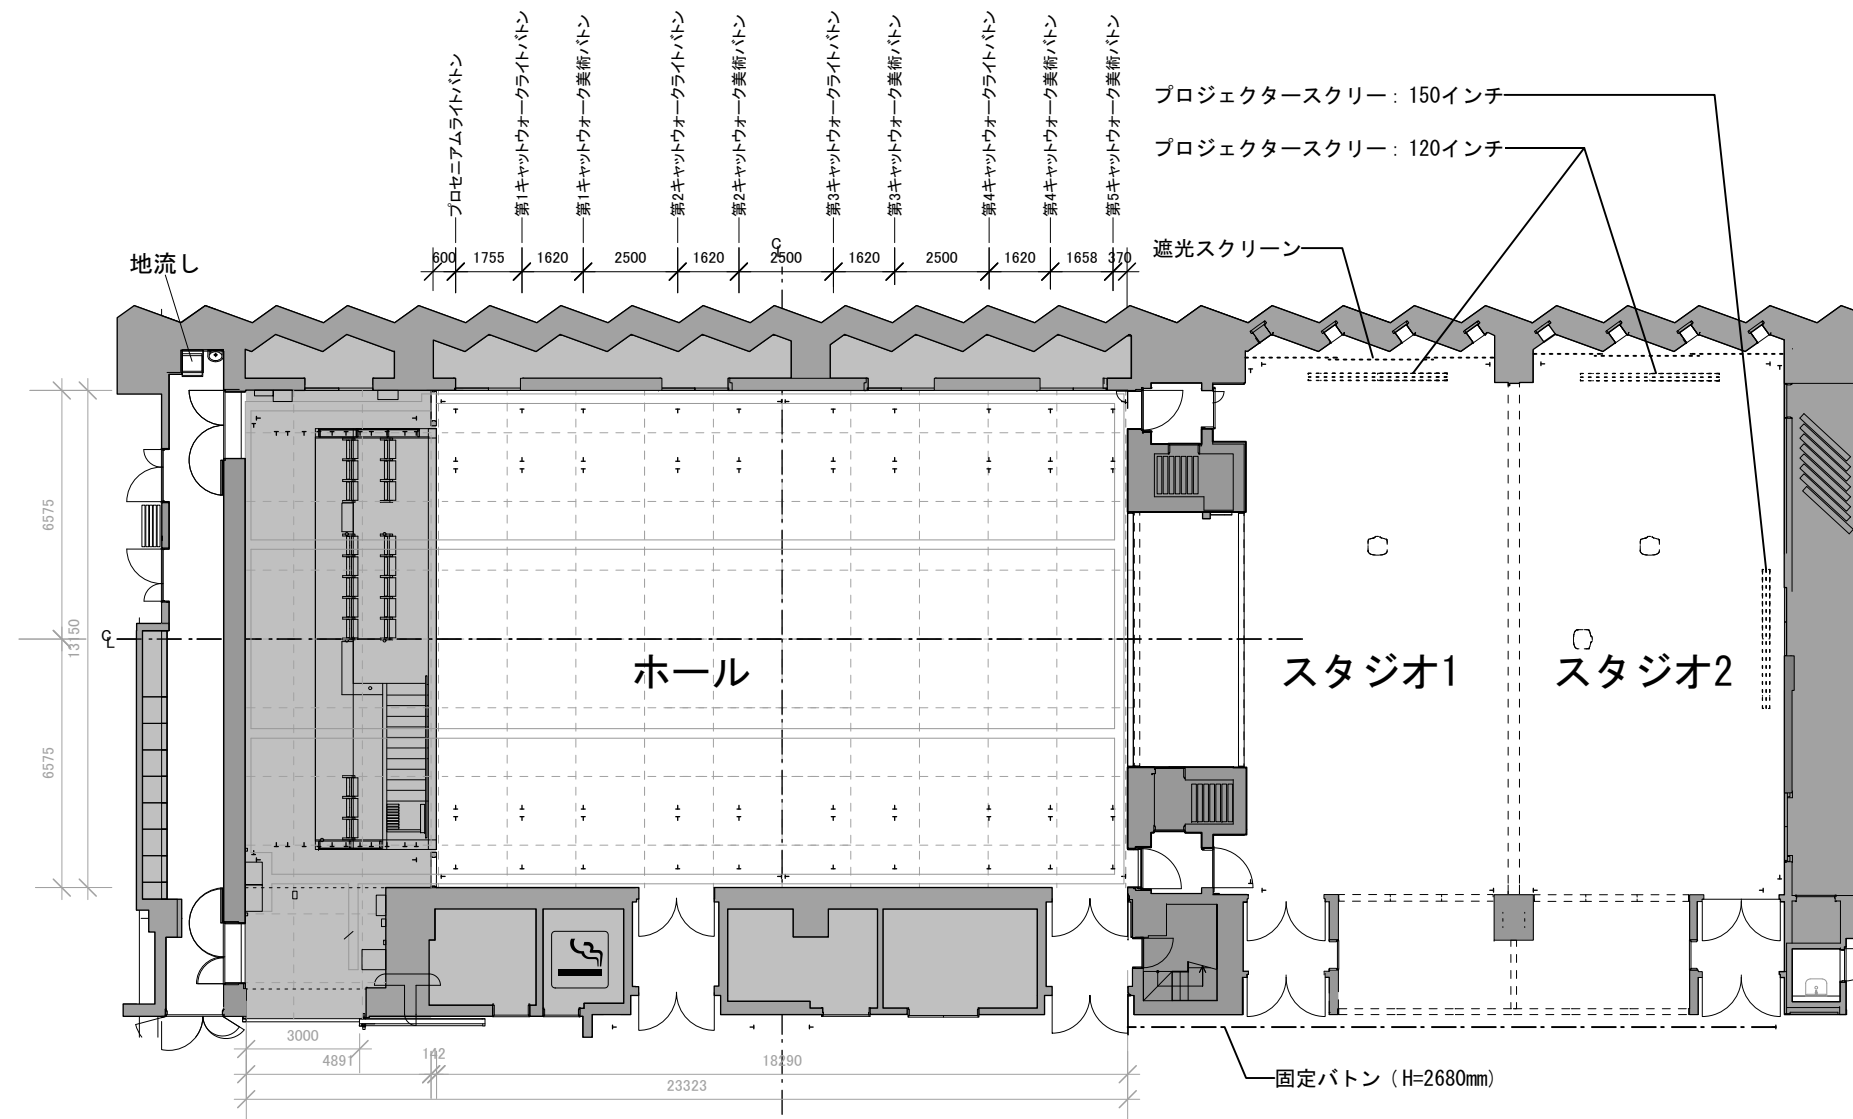 プロセニアムライトバトン
第1キャットウォークライトバトン
第1キャットウォーク美術バトン
第2キャットウォークライトバトン
第2キャットウォーク美術バトン
第3キャットウォークライトバトン
第3キャットウォーク美術バトン
第4キャットウォークライトバトン
第4キャットウォーク美術バトン
第5キャットウォーク美術バトン
プロジェクタースクリー：150インチ
プロジェクタースクリー：120インチ
遮光スクリーン
地流し
CL
600 1755 1620 2500 1620 2500 1620 2500 1620 1658 370
6575
13150
6575
CL
ホール
スタジオ1
スタジオ2
3000
4891 142 18290
23323
固定バトン（H=2680mm）